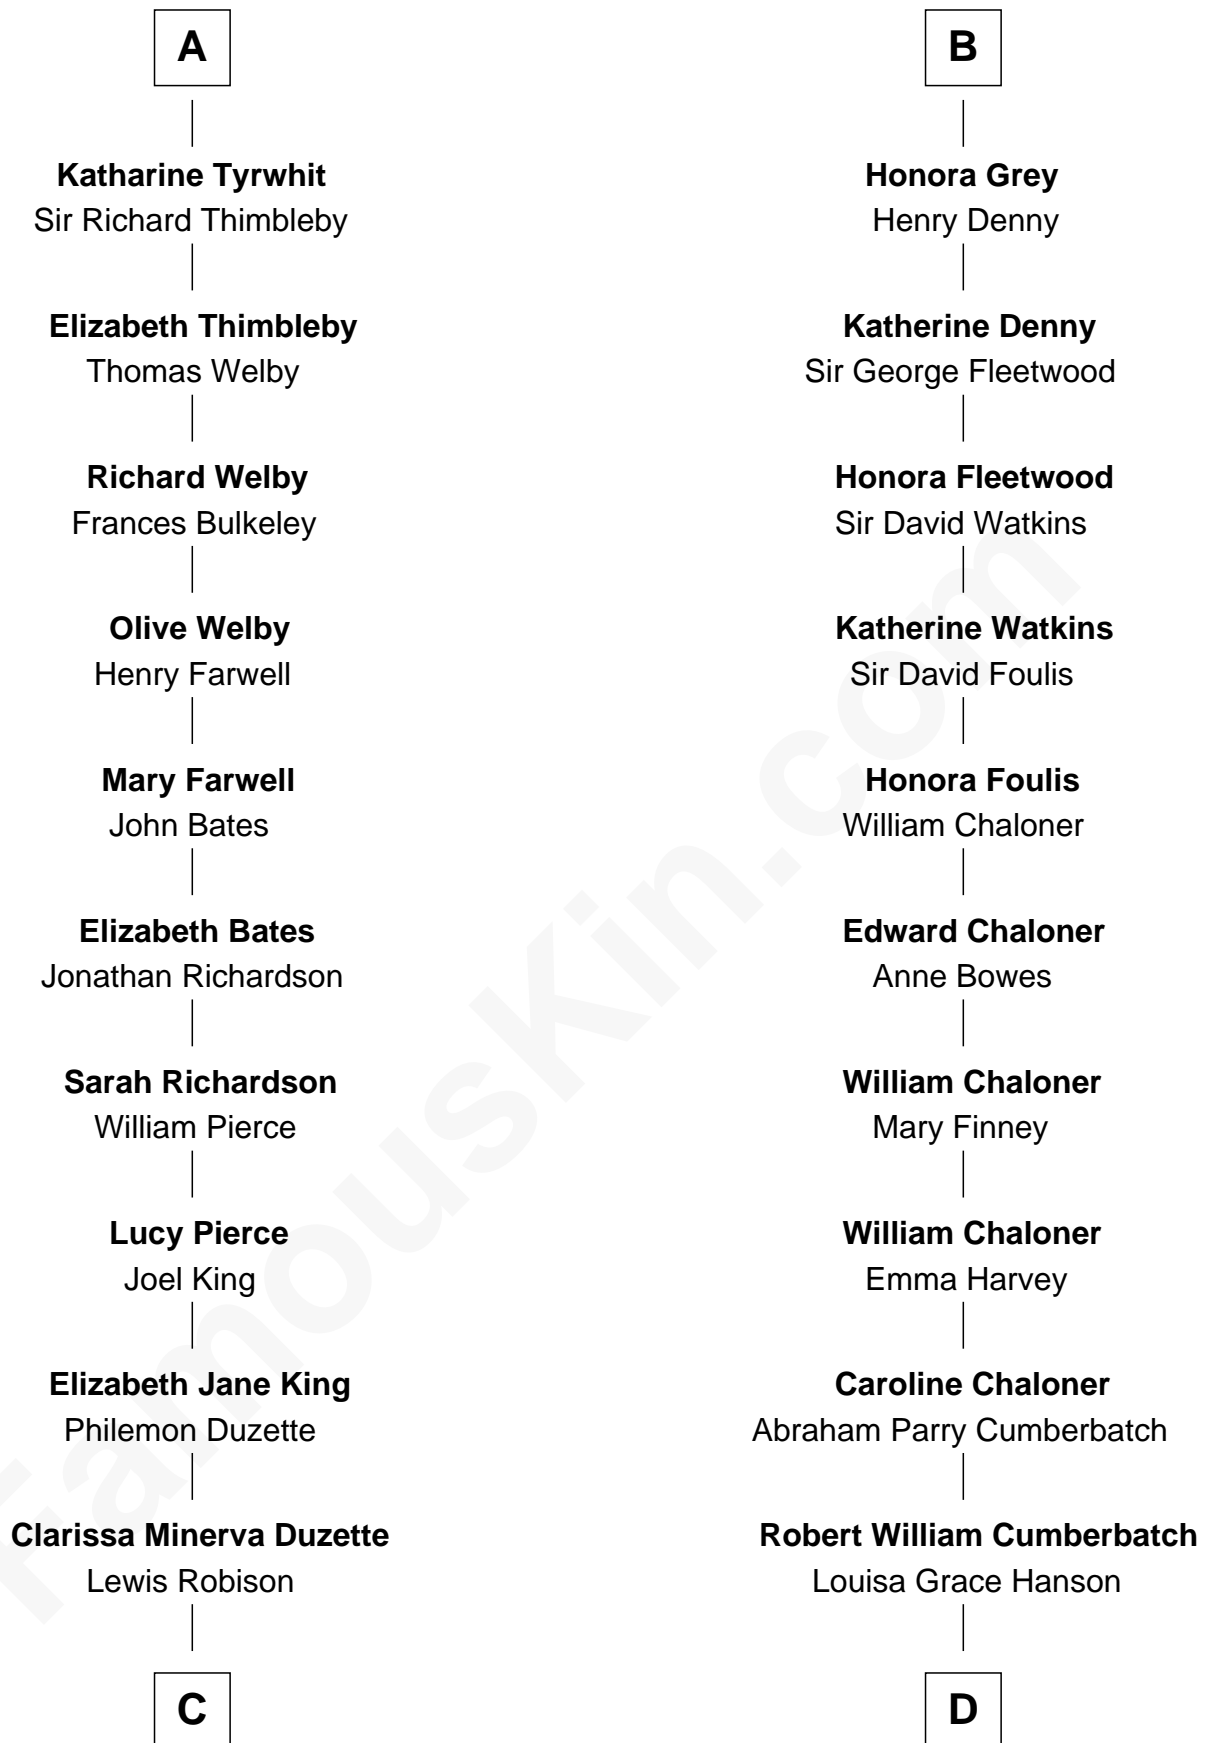 A
Katharine Tyrwhit
Sir Richard Thimbleby
Elizabeth Thimbleby
Thomas Welby
Richard Welby
Frances Bulkeley
Olive Welby
Henry Farwell
Mary Farwell
John Bates
Elizabeth Bates
Jonathan Richardson
Sarah Richardson
William Pierce
Lucy Pierce
Joel King
Elizabeth Jane King
Philemon Duzette
Clarissa Minerva Duzette
Lewis Robison
C
B
Honora Grey
Henry Denny
Katherine Denny
Sir George Fleetwood
Honora Fleetwood
Sir David Watkins
Katherine Watkins
Sir David Foulis
Honora Foulis
William Chaloner
Edward Chaloner
Anne Bowes
William Chaloner
Mary Finney
William Chaloner
Emma Harvey
Caroline Chaloner
Abraham Parry Cumberbatch
Robert William Cumberbatch
Louisa Grace Hanson
D
FamousKin.com